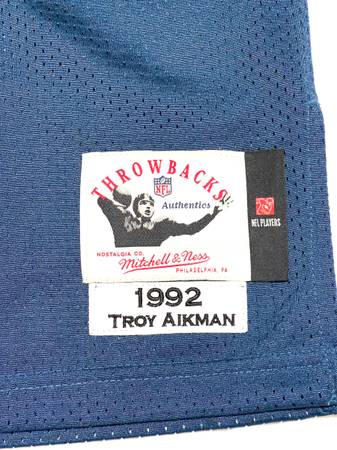 THROWBACKS
NFL
Authentics
NFL PLAYERS
NOSTALGIA CO.
Mitchell & Ness
PHILADELPHIA, PA
1992
TROY AIKMAN